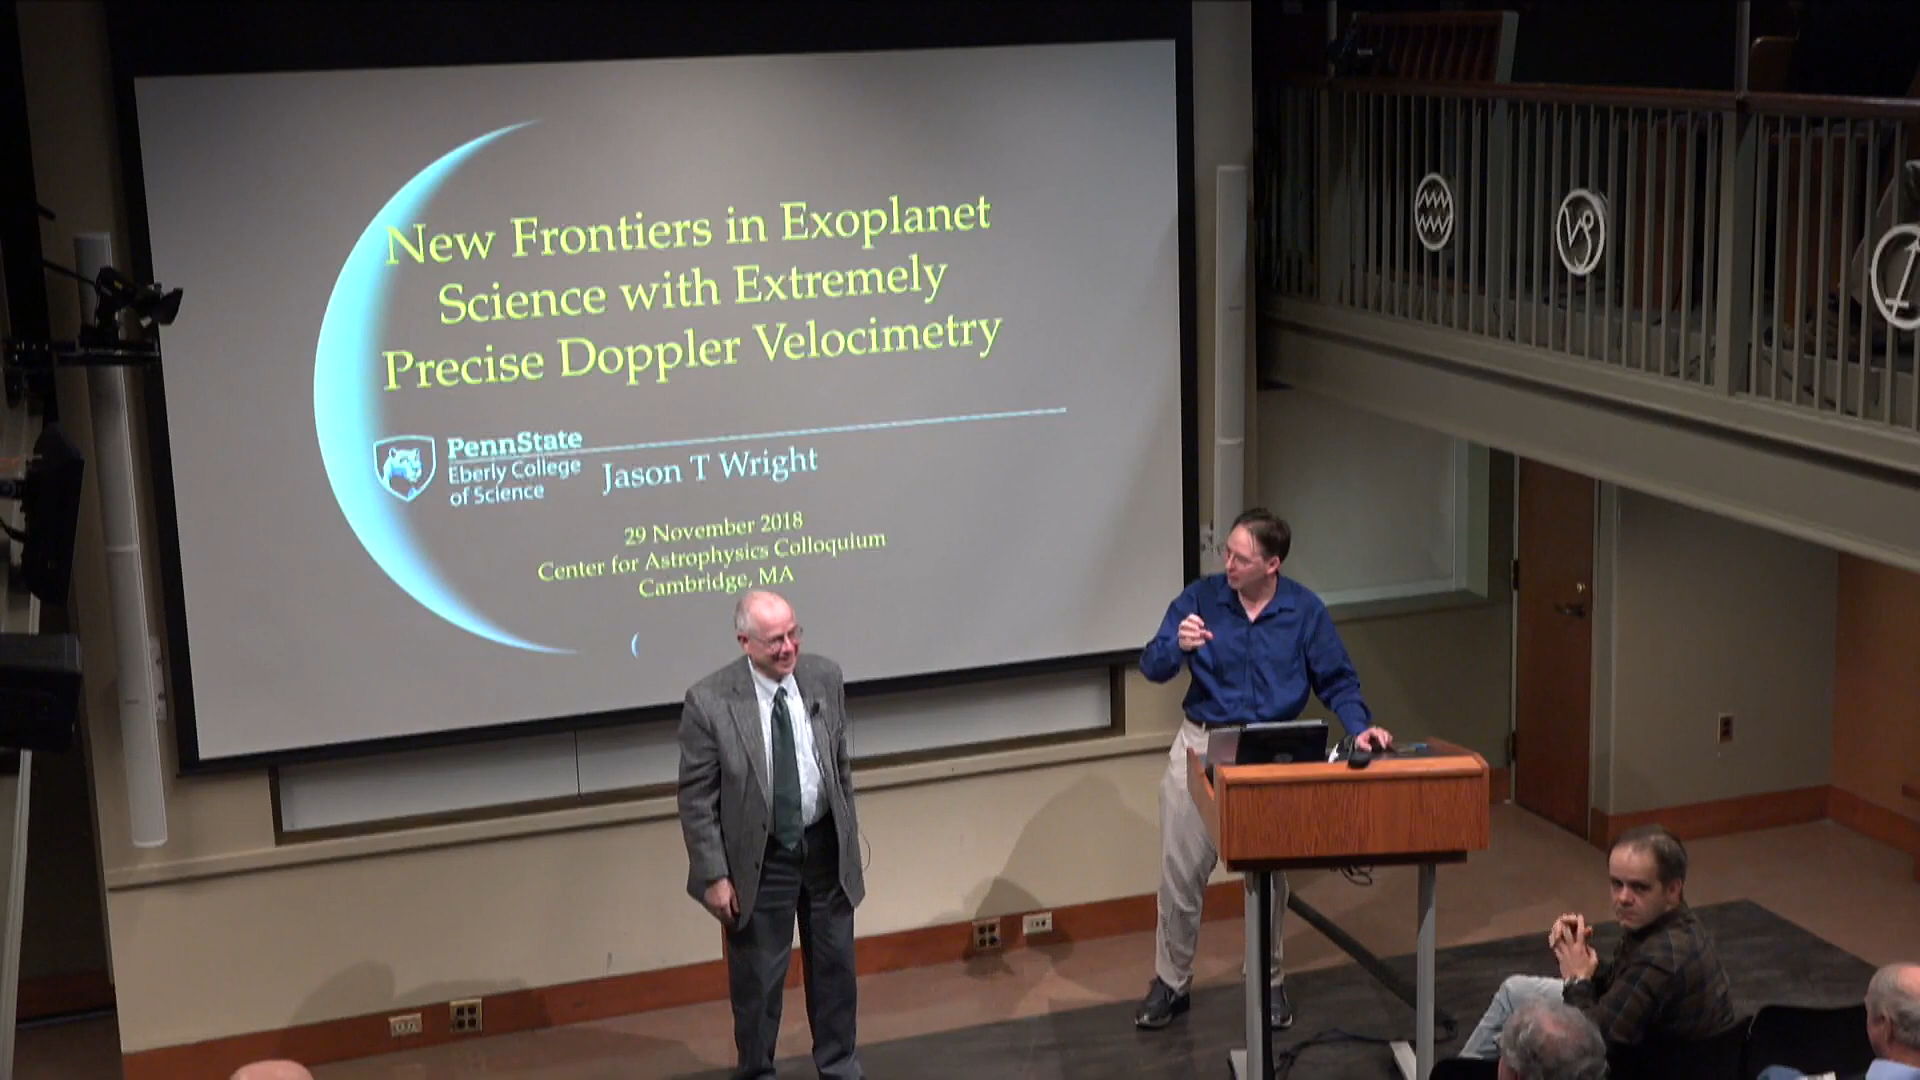 New Frontiers in Exoplanet
Science with Extremely
Precise Doppler Velocimetry
PennState
Eberly College
of Science
Jason T Wright
29 November 2018
Center for Astrophysics Colloquium
Cambridge, MA